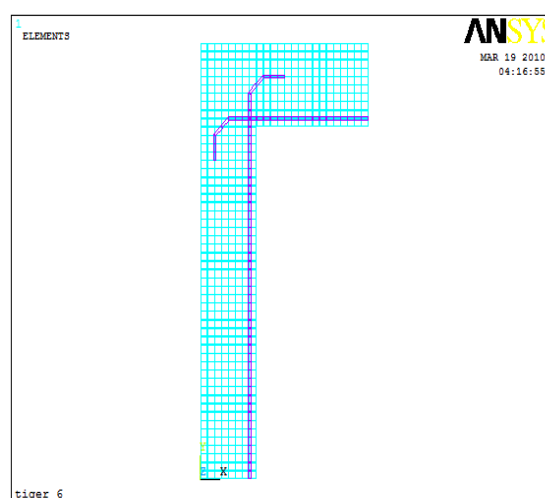 1
ELEMENTS
ANSYS
MAR 19 2010
04:16:55
Z X
tiger 6